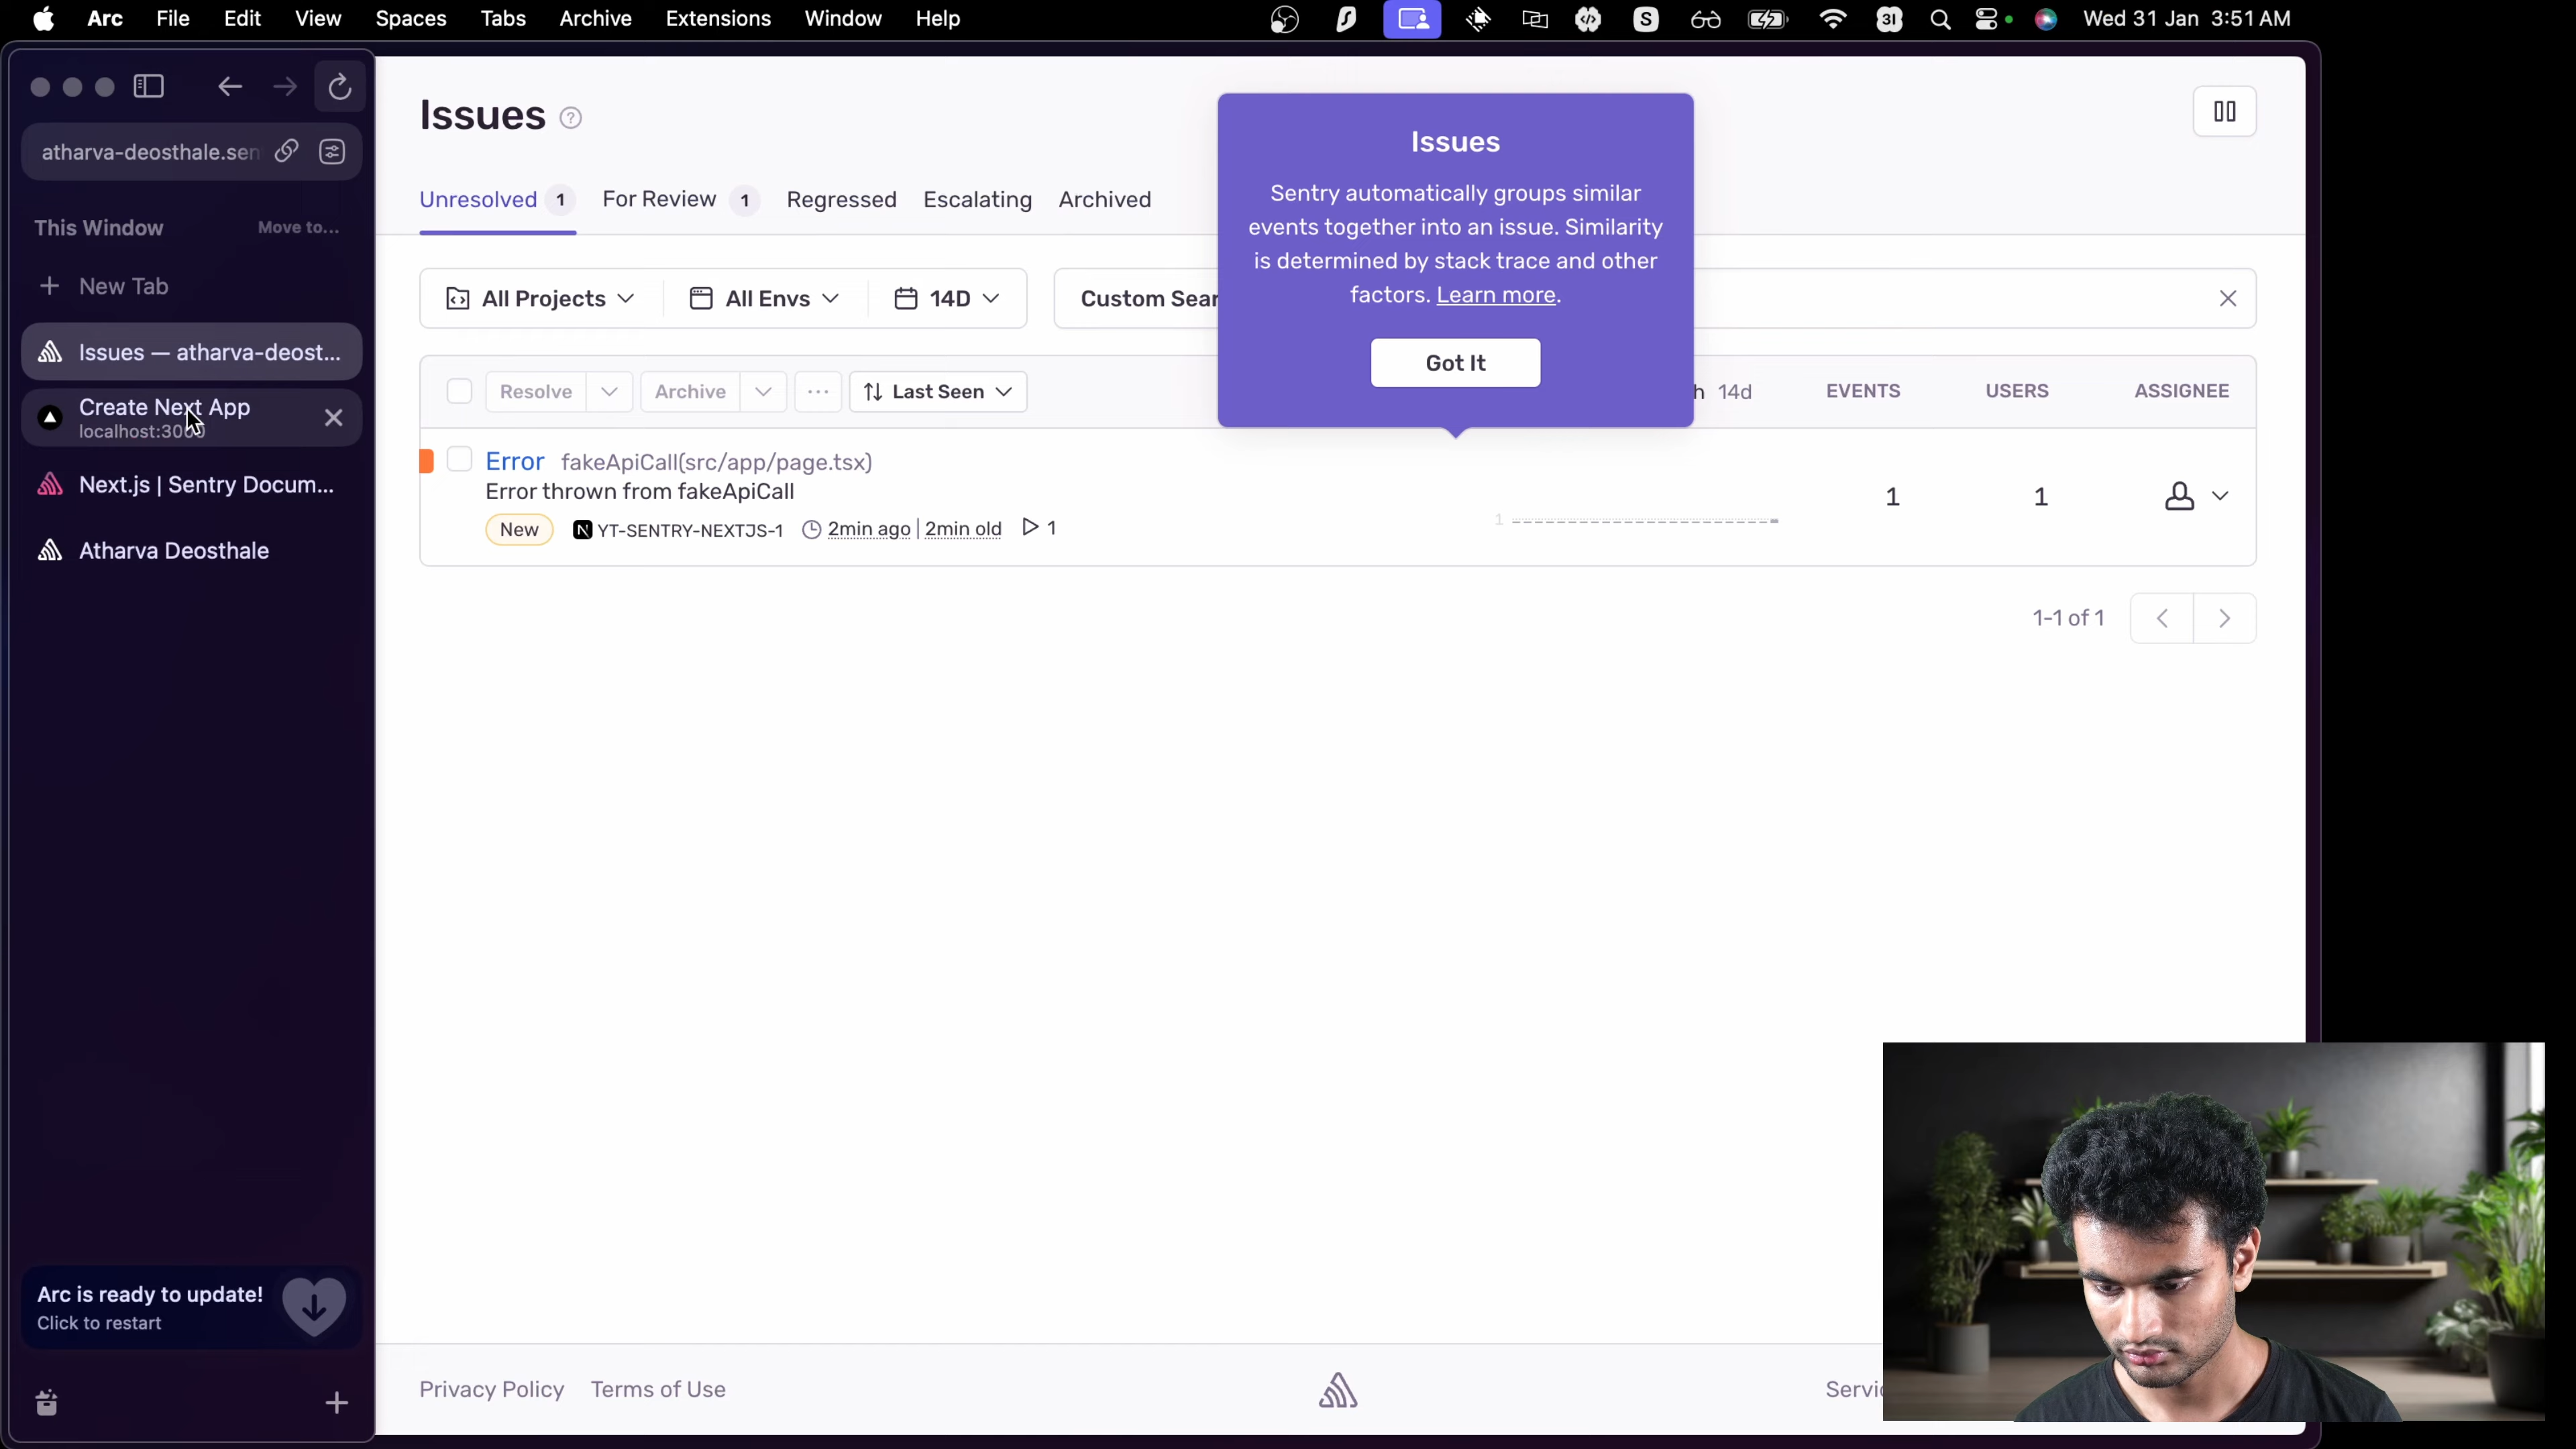 Arc File Edit View Spaces Tabs Archive Extensions Window Help
S
31
Wed 31 Jan 3:51 AM
atharva-deosthale.sen
This Window Move to...
New Tab
Issues — atharva-deost...
Create Next App
localhost:3000
Next.js | Sentry Docum...
Atharva Deosthale
Arc is ready to update!
Click to restart
Issues ?
Unresolved 1 For Review 1 Regressed Escalating Archived
All Projects All Envs 14D Custom Sear
Issues
Sentry automatically groups similar
events together into an issue. Similarity
is determined by stack trace and other
factors. Learn more.
Got It
Resolve Archive ... Last Seen h 14d EVENTS USERS ASSIGNEE
Error fakeApiCall(src/app/page.tsx)
Error thrown from fakeApiCall
New N YT-SENTRY-NEXTJS-1 2min ago | 2min old 1
1
1 1
1-1 of 1
Privacy Policy Terms of Use Servic